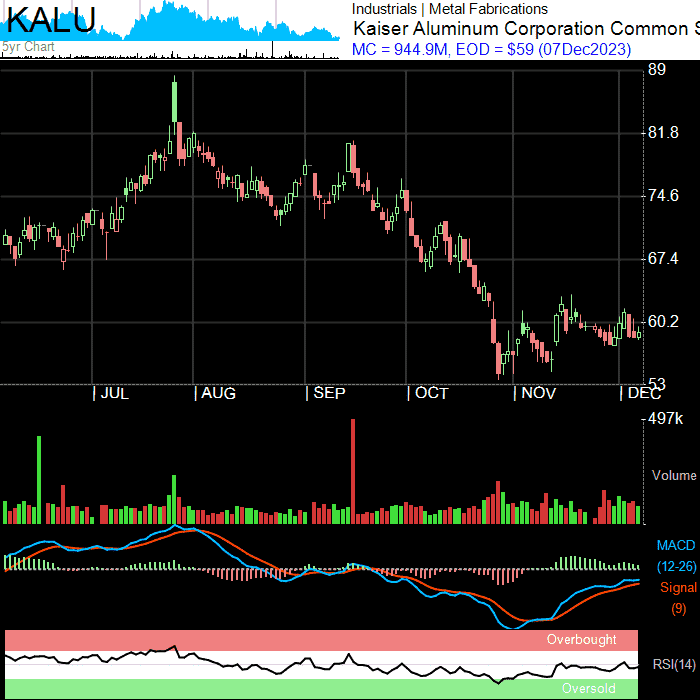 KALU
5yr Chart
Industrials | Metal Fabrications
Kaiser Aluminum Corporation Common S
MC = 944.9M, EOD = $59 (07Dec2023)
89
81.8
74.6
67.4
60.2
53
| JUL | AUG | SEP | OCT | NOV | DEC
497k
Volume
MACD
(12-26)
Signal
(9)
Overbought
RSI(14)
Oversold